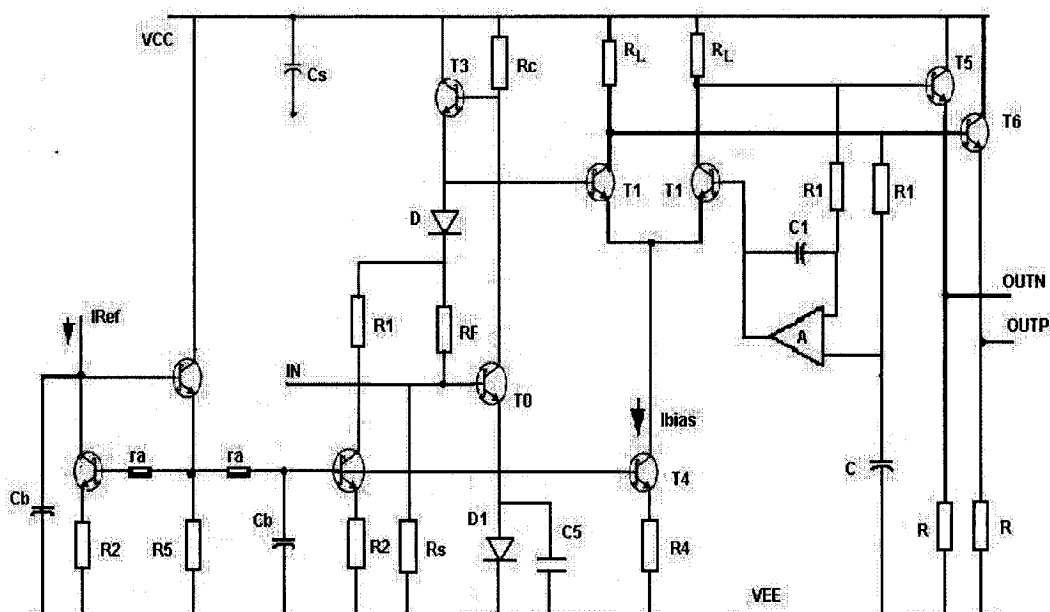 VCC
Cs
T3
Rc
RL
RL
T5
T6
T1
T1
R1
R1
D
C1
IRef
R1
RF
A
OUTN
OUTP
IN
T0
Ibias
ra
ra
T4
C
Cb
Cb
D1
C5
R2
R5
R2
Rs
R4
R
R
VEE